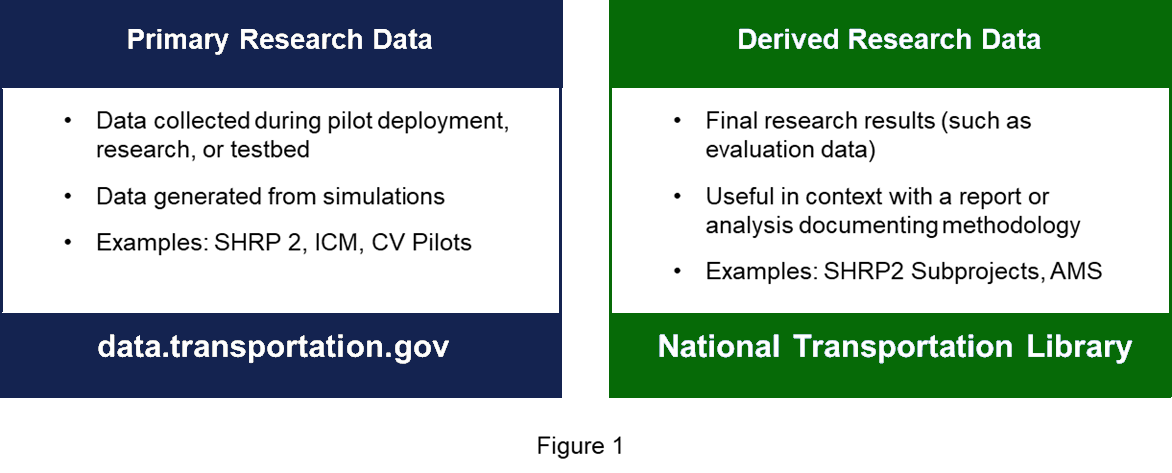 Primary Research Data
• Data collected during pilot deployment,
research, or testbed
• Data generated from simulations
• Examples: SHRP 2, ICM, CV Pilots
data.transportation.gov
Derived Research Data
• Final research results (such as
evaluation data)
• Useful in context with a report or
analysis documenting methodology
• Examples: SHRP2 Subprojects, AMS
National Transportation Library
Figure 1